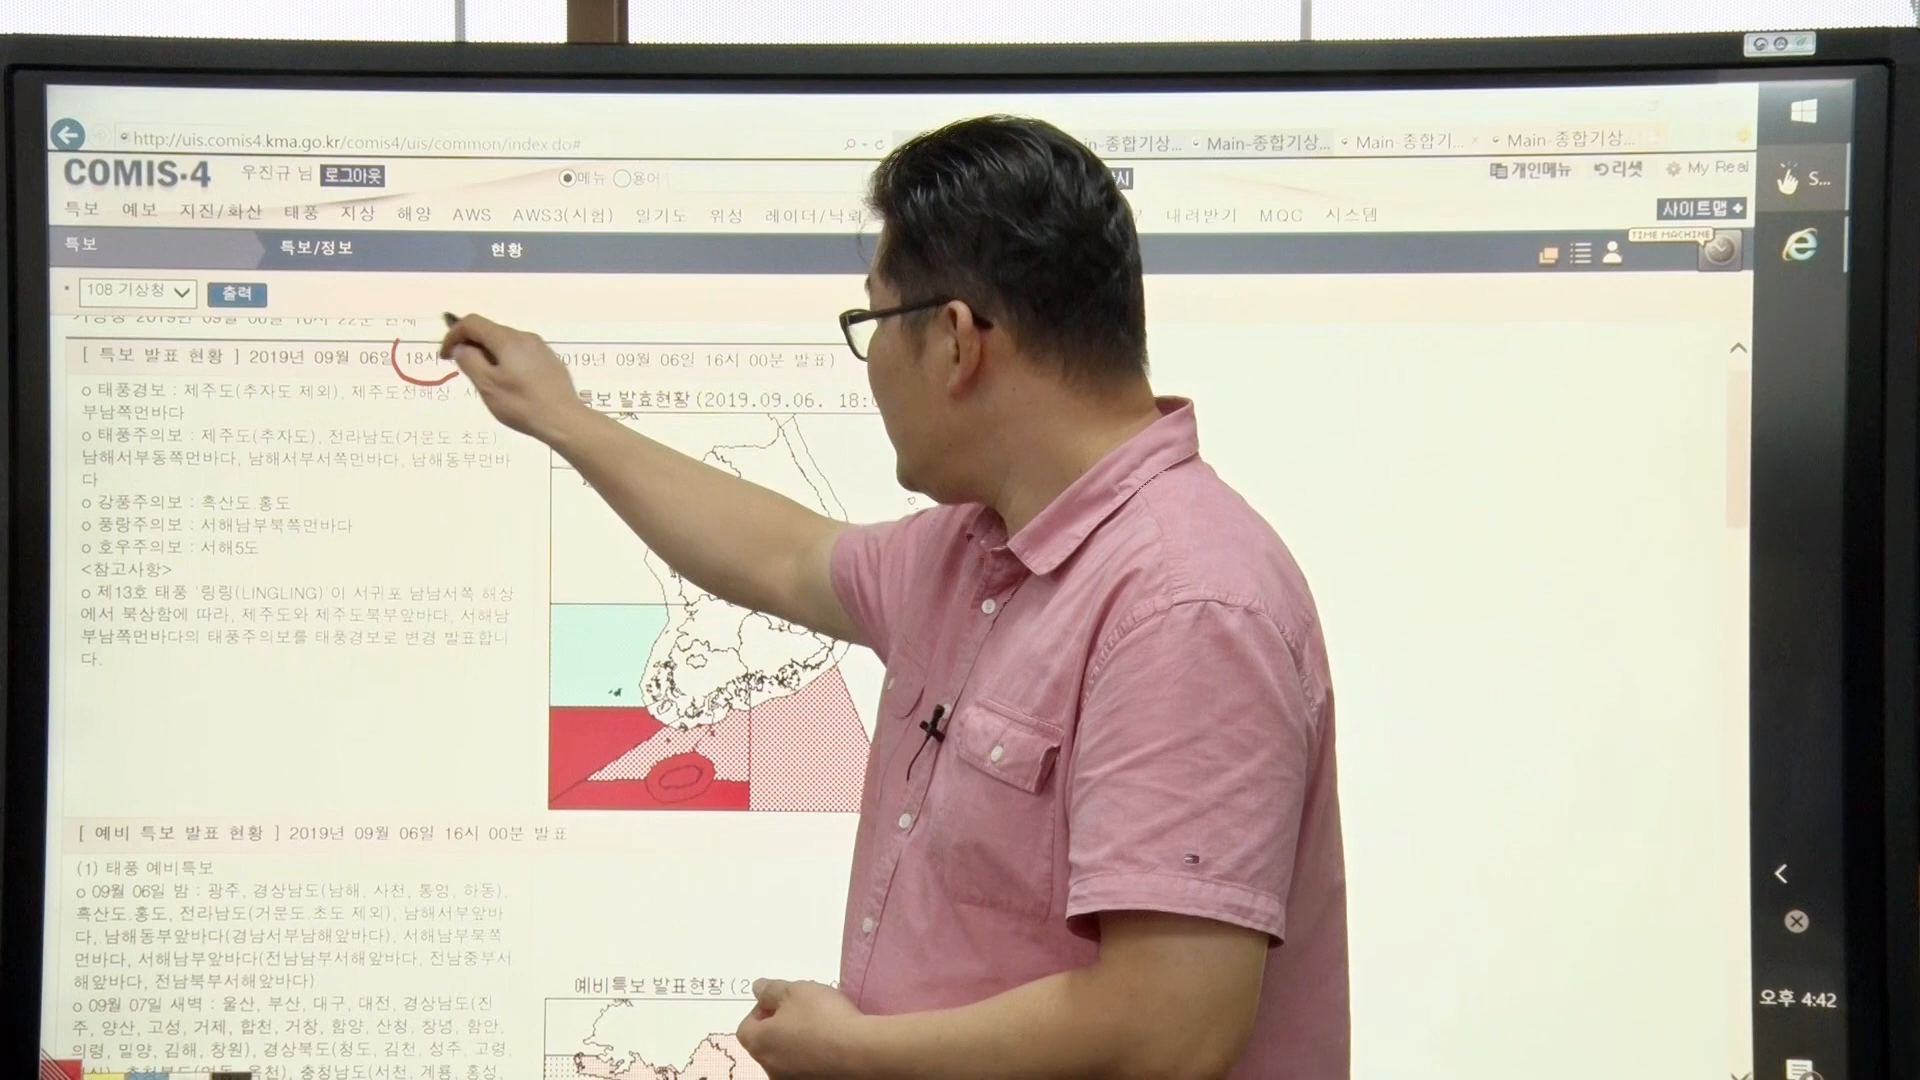 http://uis.comis4.kma.go.kr/comis4/uis/common/index.do#
Main-종합기상...
Main-종합기...
Main-종합기상...
COMIS·4
우진규 님 로그아웃
메뉴 용어
개인메뉴 리셋 My Real
S...
특보 예보 지진/화산 태풍 지상 해양 AWS AWS3(시험) 일기도 위성 레이더/낙뢰
내려받기 MQC 시스템
사이트맵 +
특보 특보/정보 현황
TIME MACHINE
108 기상청 출력
[ 특보 발표 현황 ] 2019년 09월 06일 18시
2019년 09월 06일 16시 00분 발표)
o 태풍경보 : 제주도(추자도 제외), 제주도전해상,
부남쪽먼바다
o 태풍주의보 : 제주도(추자도), 전라남도(거문도.초도)
남해서부동쪽먼바다, 남해서부서쪽먼바다, 남해동부먼바
다
o 강풍주의보 : 흑산도.홍도
o 풍랑주의보 : 서해남부북쪽먼바다
o 호우주의보 : 서해5도
<참고사항>
o 제13호 태풍 '링링(LINGLING)'이 서귀포 남남서쪽 해상
에서 북상함에 따라, 제주도와 제주도북부앞바다, 서해남
부남쪽먼바다의 태풍주의보를 태풍경보로 변경 발표합니
다.
특보 발효현황(2019.09.06. 18:
[ 예비 특보 발표 현황 ] 2019년 09월 06일 16시 00분 발표
(1) 태풍 예비특보
o 09월 06일 밤 : 광주, 경상남도(남해, 사천, 통영, 하동),
흑산도.홍도, 전라남도(거문도.초도 제외), 남해서부앞바
다, 남해동부앞바다(경남서부남해앞바다), 서해남부북쪽
먼바다, 서해남부앞바다(전남남부서해앞바다, 전남중부서
해앞바다, 전남북부서해앞바다)
o 09월 07일 새벽 : 울산, 부산, 대구, 대전, 경상남도(진
주, 양산, 고성, 거제, 합천, 거창, 함양, 산청, 창녕, 함안,
의령, 밀양, 김해, 창원), 경상북도(청도, 김천, 성주, 고령,
충청남도(서천, 계룡, 홍성,
예비특보 발표현황(2
오후 4:42